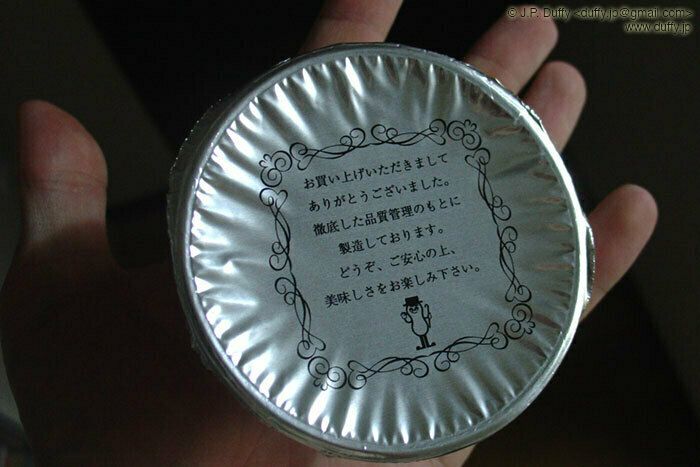 © J.P. Duffy <duffy.jp@gmail.com>
www.duffy.jp
お買い上げいただきまして
ありがとうございました。
徹底した品質管理のもとに
製造しております。
どうぞ、ご安心の上、
美味しさをお楽しみ下さい。